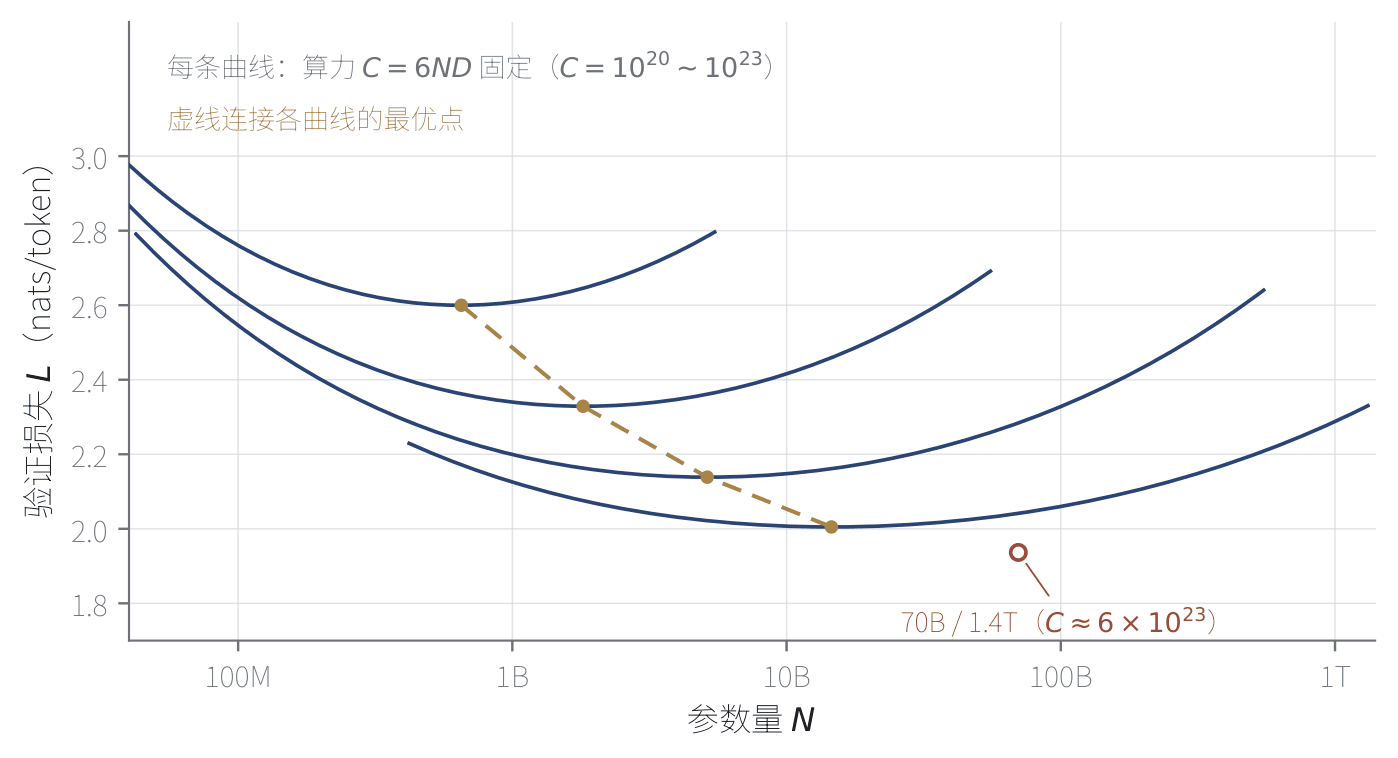 每条曲线：算力 C = 6ND 固定（C = 10²⁰ ~ 10²³）
虚线连接各曲线的最优点
验证损失 L （nats/token）
3.0
2.8
2.6
2.4
2.2
2.0
1.8
70B / 1.4T（C ≈ 6 × 10²³）
100M
1B
10B
100B
1T
参数量 N